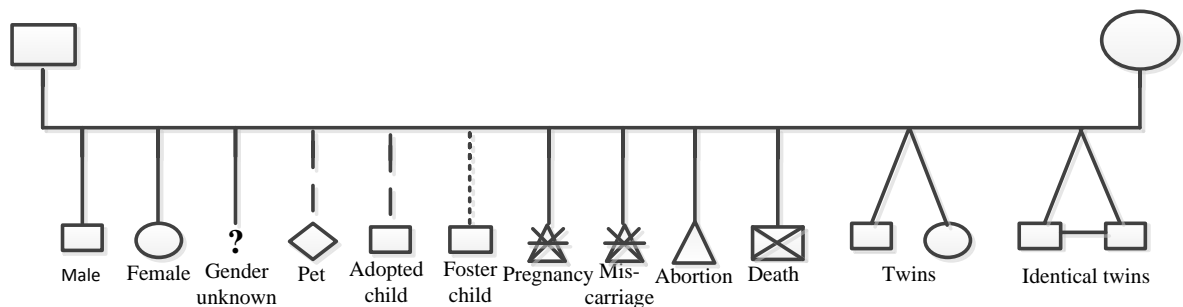 ?
Male
Female
Gender
unknown
Pet
Adopted
child
Foster
child
Pregnancy
Mis-
carriage
Abortion
Death
Twins
Identical twins